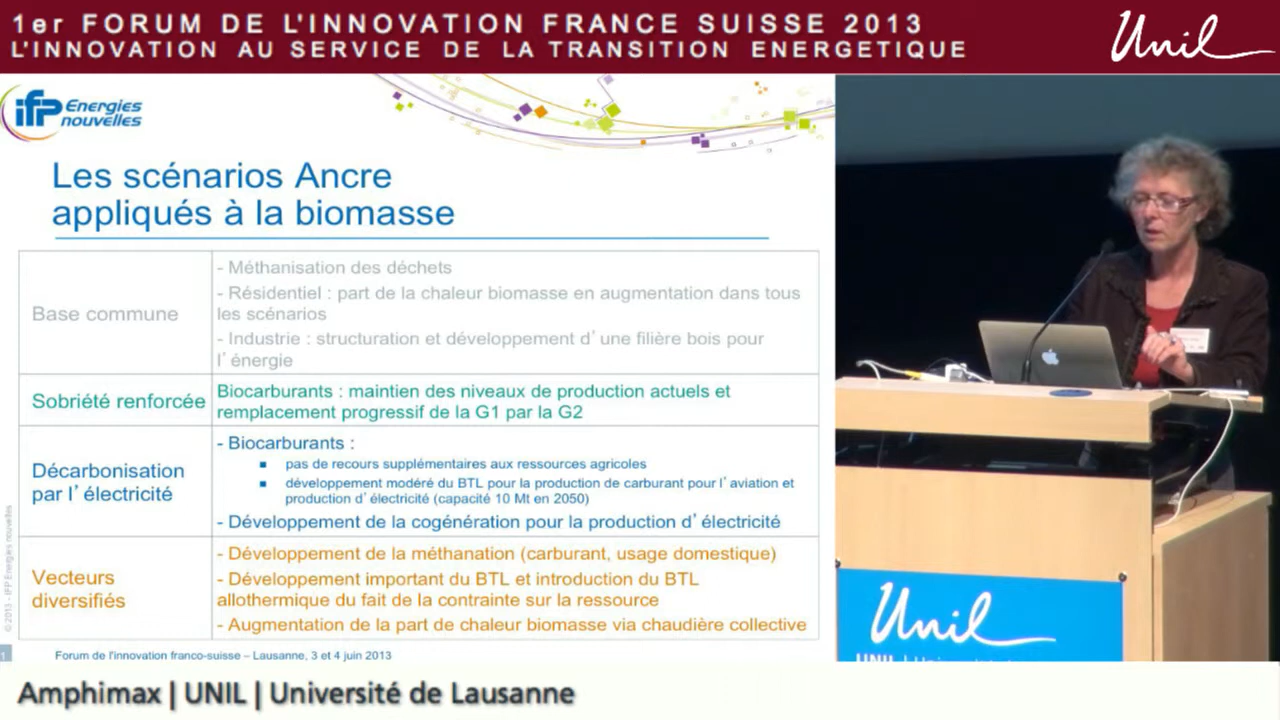 1er FORUM DE L'INNOVATION FRANCE SUISSE 2013
L'INNOVATION AU SERVICE DE LA TRANSITION ENERGETIQUE
Unil
ifp Energies
nouvelles
Les scénarios Ancre
appliqués à la biomasse
Base commune
- Méthanisation des déchets
- Résidentiel : part de la chaleur biomasse en augmentation dans tous
les scénarios
- Industrie : structuration et développement d’une filière bois pour
l’énergie
Sobriété renforcée
Biocarburants : maintien des niveaux de production actuels et
remplacement progressif de la G1 par la G2
Décarbonisation
par l’électricité
- Biocarburants :
▪ pas de recours supplémentaires aux ressources agricoles
▪ développement modéré du BTL pour la production de carburant pour l’aviation et
production d’électricité (capacité 10 Mt en 2050)
- Développement de la cogénération pour la production d’électricité
Vecteurs
diversifiés
- Développement de la méthanation (carburant, usage domestique)
- Développement important du BTL et introduction du BTL
allothermique du fait de la contrainte sur la ressource
- Augmentation de la part de chaleur biomasse via chaudière collective
© 2013 - IFP Energies nouvelles
1
Forum de l'innovation franco-suisse – Lausanne, 3 et 4 juin 2013
Unil
Amphimax | UNIL | Université de Lausanne